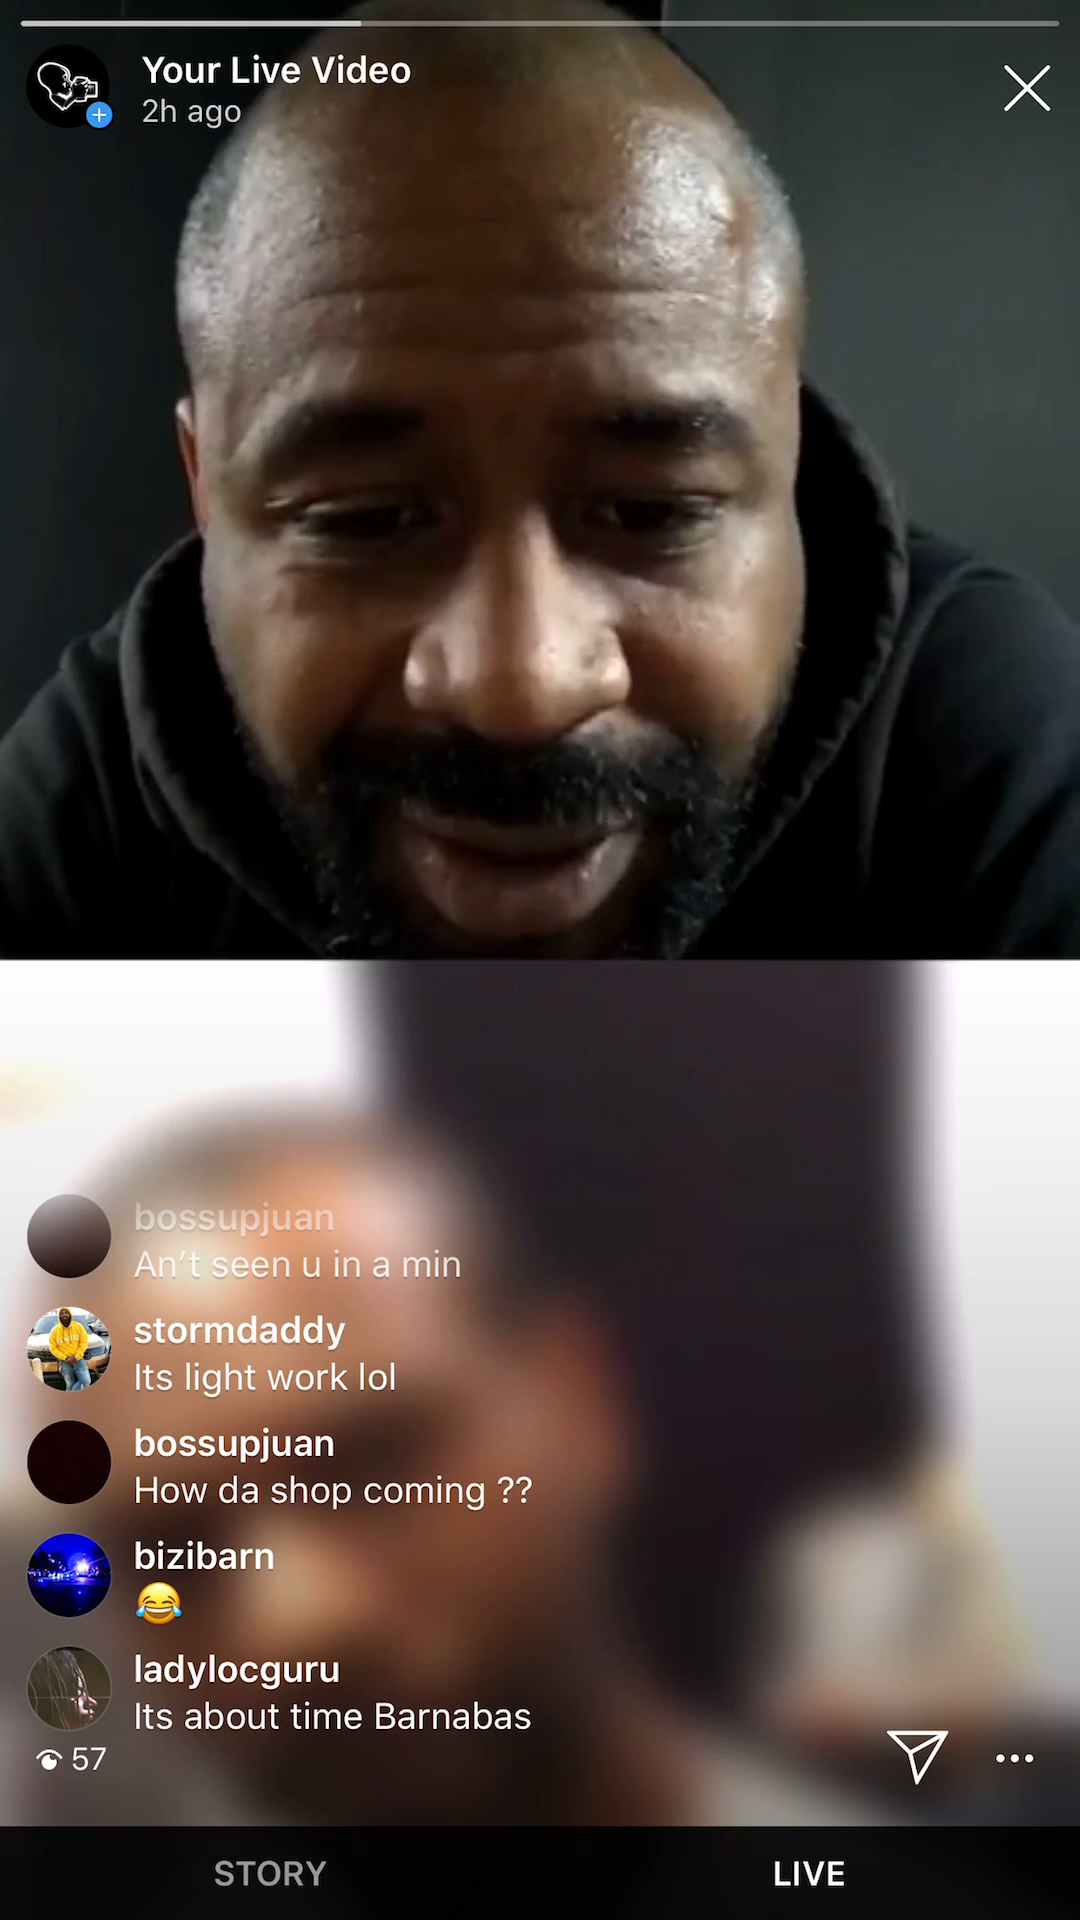 Your Live Video
2h ago
bossupjuan
An't seen u in a min
stormdaddy
Its light work lol
bossupjuan
How da shop coming ??
bizibarn
😂
ladylocguru
Its about time Barnabas
57
STORY
LIVE